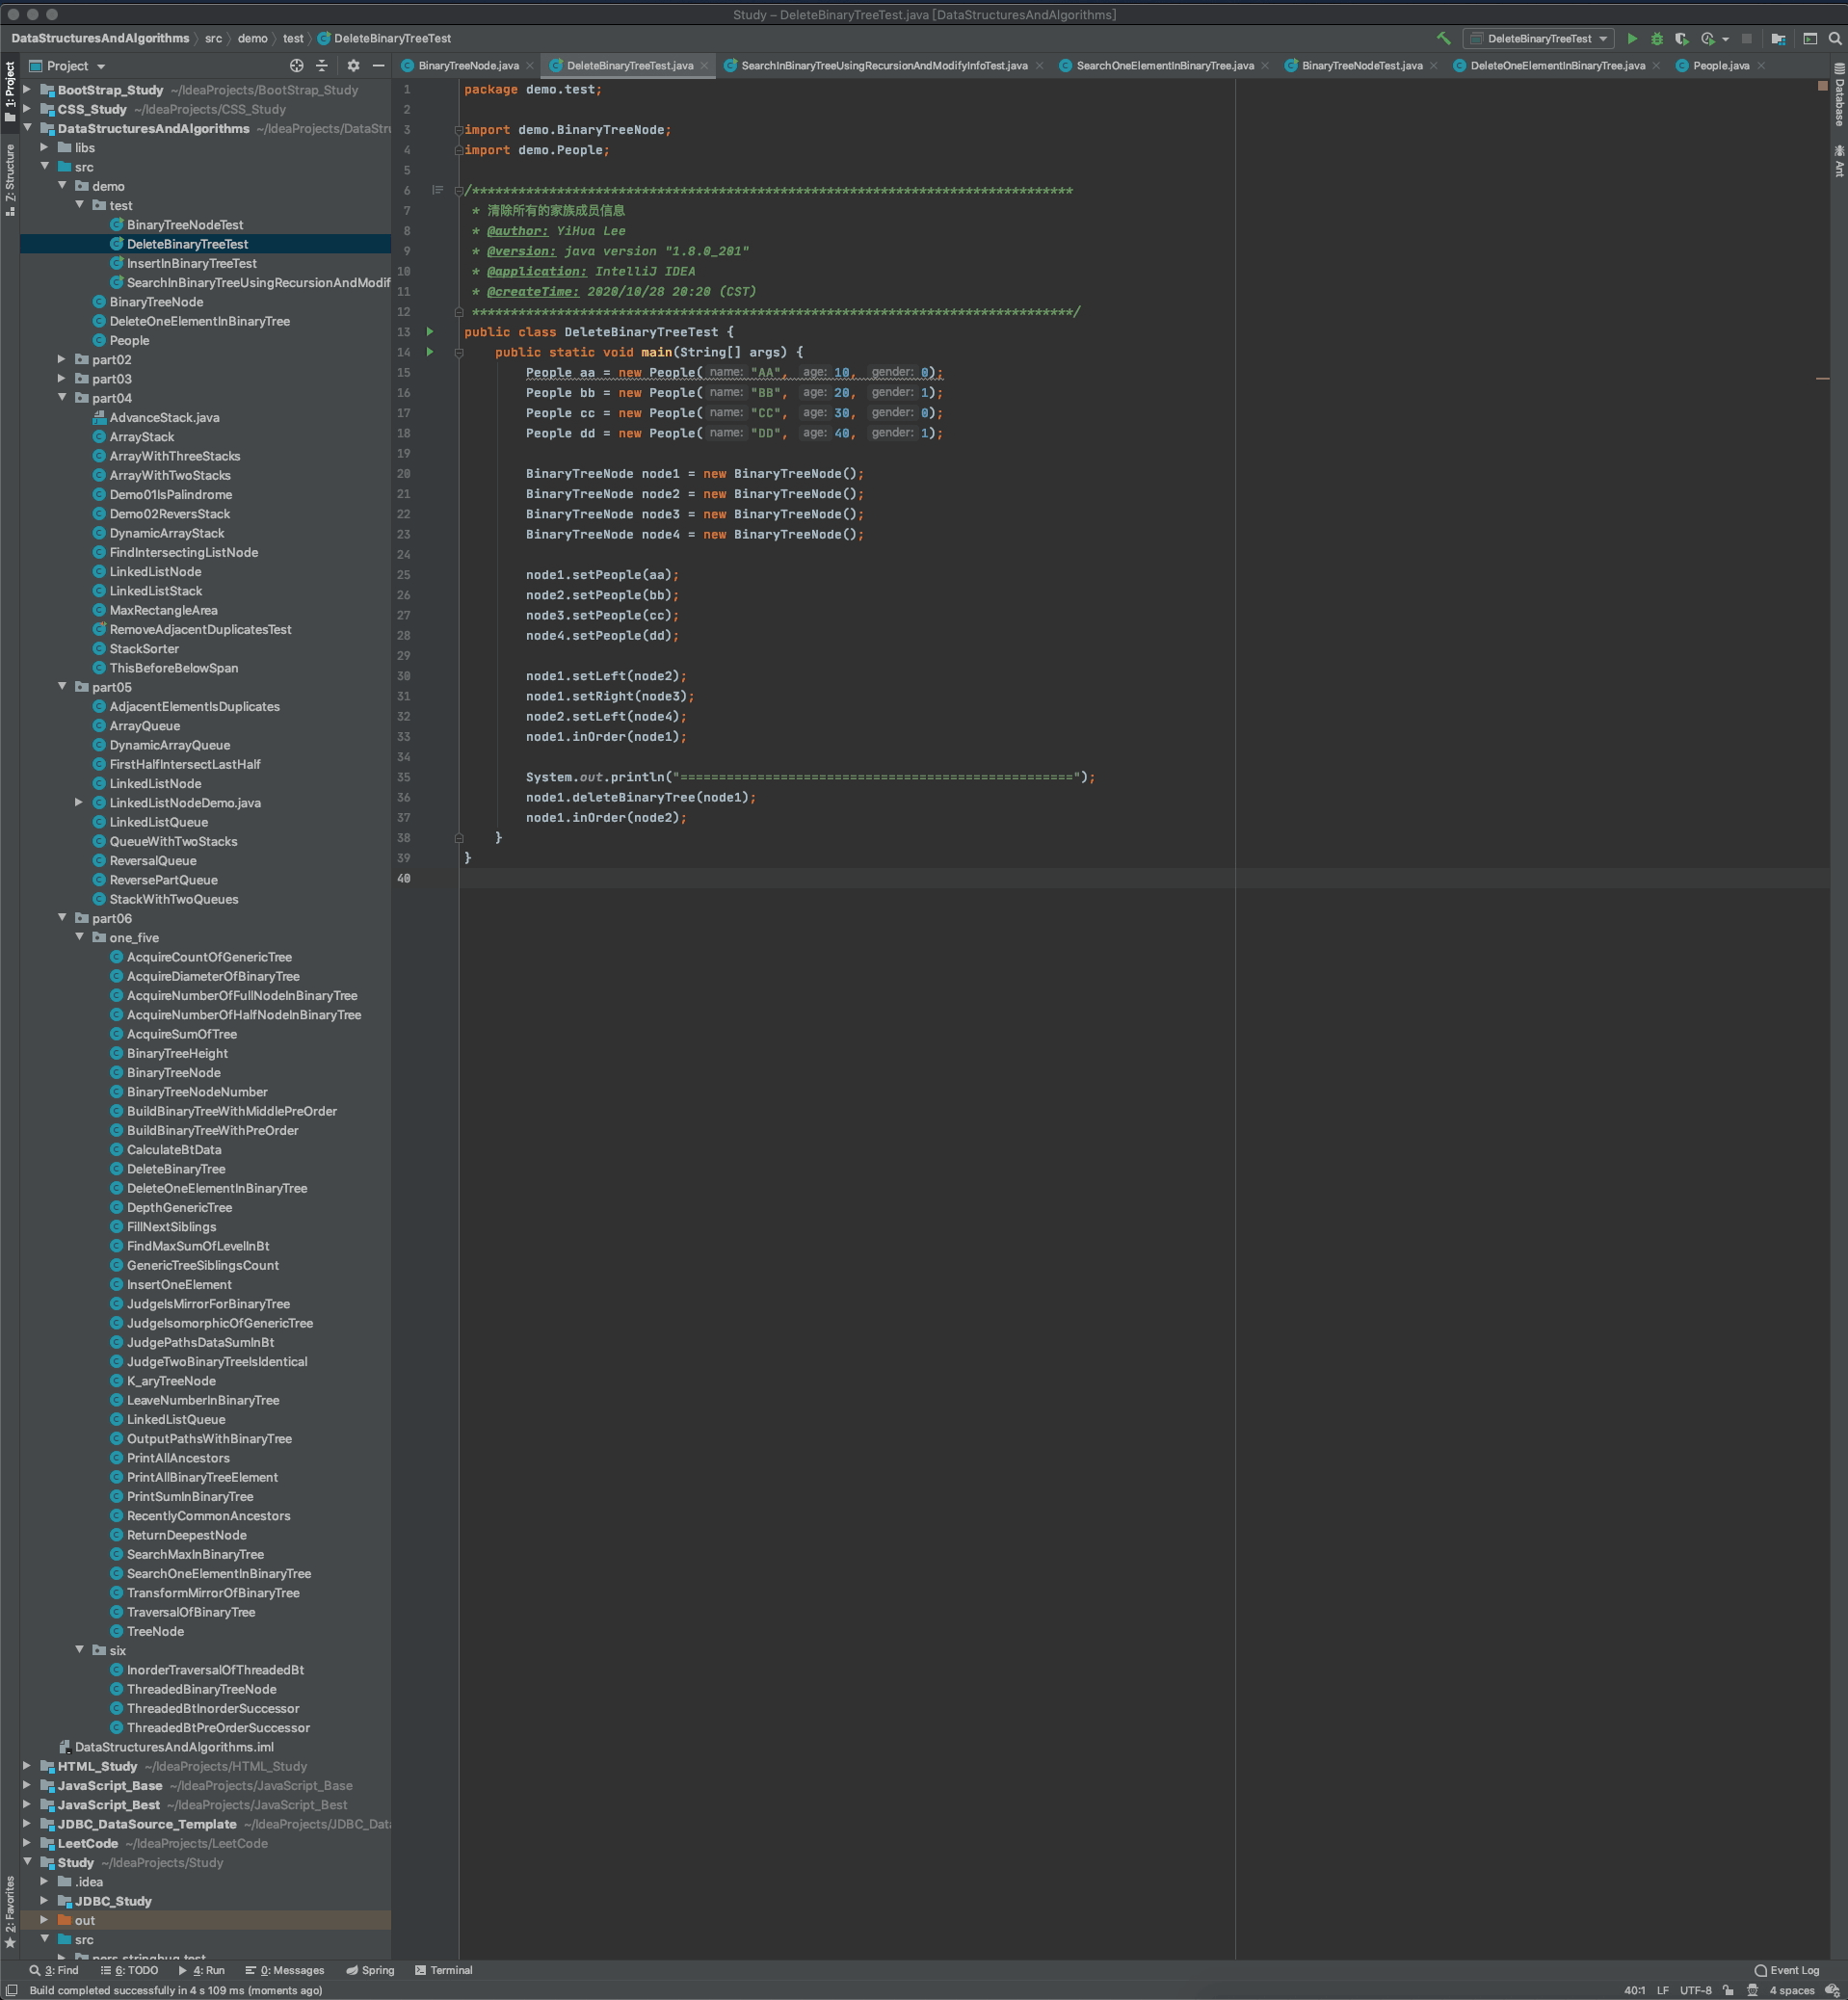 Study – DeleteBinaryTreeTest.java [DataStructuresAndAlgorithms]
DataStructuresAndAlgorithms src demo test DeleteBinaryTreeTest
DeleteBinaryTreeTest
Project
BinaryTreeNode.java
DeleteBinaryTreeTest.java
SearchInBinaryTreeUsingRecursionAndModifyInfoTest.java
SearchOneElementInBinaryTree.java
BinaryTreeNodeTest.java
DeleteOneElementInBinaryTree.java
People.java
1: Project
Z: Structure
2: Favorites
Database
Ant
BootStrap_Study ~/IdeaProjects/BootStrap_Study
CSS_Study ~/IdeaProjects/CSS_Study
DataStructuresAndAlgorithms ~/IdeaProjects/DataStru
libs
src
demo
test
BinaryTreeNodeTest
DeleteBinaryTreeTest
InsertInBinaryTreeTest
SearchInBinaryTreeUsingRecursionAndModif
BinaryTreeNode
DeleteOneElementInBinaryTree
People
part02
part03
part04
AdvanceStack.java
ArrayStack
ArrayWithThreeStacks
ArrayWithTwoStacks
Demo01IsPalindrome
Demo02ReversStack
DynamicArrayStack
FindIntersectingListNode
LinkedListNode
LinkedListStack
MaxRectangleArea
RemoveAdjacentDuplicatesTest
StackSorter
ThisBeforeBelowSpan
part05
AdjacentElementIsDuplicates
ArrayQueue
DynamicArrayQueue
FirstHalfIntersectLastHalf
LinkedListNode
LinkedListNodeDemo.java
LinkedListQueue
QueueWithTwoStacks
ReversalQueue
ReversePartQueue
StackWithTwoQueues
part06
one_five
AcquireCountOfGenericTree
AcquireDiameterOfBinaryTree
AcquireNumberOfFullNodeInBinaryTree
AcquireNumberOfHalfNodeInBinaryTree
AcquireSumOfTree
BinaryTreeHeight
BinaryTreeNode
BinaryTreeNodeNumber
BuildBinaryTreeWithMiddlePreOrder
BuildBinaryTreeWithPreOrder
CalculateBtData
DeleteBinaryTree
DeleteOneElementInBinaryTree
DepthGenericTree
FillNextSiblings
FindMaxSumOfLevelInBt
GenericTreeSiblingsCount
InsertOneElement
JudgeIsMirrorForBinaryTree
JudgeIsomorphicOfGenericTree
JudgePathsDataSumInBt
JudgeTwoBinaryTreeIsIdentical
K_aryTreeNode
LeaveNumberInBinaryTree
LinkedListQueue
OutputPathsWithBinaryTree
PrintAllAncestors
PrintAllBinaryTreeElement
PrintSumInBinaryTree
RecentlyCommonAncestors
ReturnDeepestNode
SearchMaxInBinaryTree
SearchOneElementInBinaryTree
TransformMirrorOfBinaryTree
TraversalOfBinaryTree
TreeNode
six
InorderTraversalOfThreadedBt
ThreadedBinaryTreeNode
ThreadedBtInorderSuccessor
ThreadedBtPreOrderSuccessor
DataStructuresAndAlgorithms.iml
HTML_Study ~/IdeaProjects/HTML_Study
JavaScript_Base ~/IdeaProjects/JavaScript_Base
JavaScript_Best ~/IdeaProjects/JavaScript_Best
JDBC_DataSource_Template ~/IdeaProjects/JDBC_Data
LeetCode ~/IdeaProjects/LeetCode
Study ~/IdeaProjects/Study
.idea
JDBC_Study
out
src
1 package demo.test;
2
3 import demo.BinaryTreeNode;
4 import demo.People;
5
6 /******************************************************************************
7 * 清除所有的家族成员信息
8 * @author: YiHua Lee
9 * @version: java version "1.8.0_201"
10 * @application: IntelliJ IDEA
11 * @createTime: 2020/10/28 20:20 (CST)
12 ******************************************************************************/
13 public class DeleteBinaryTreeTest {
14 public static void main(String[] args) {
15 People aa = new People( name: "AA", age: 10, gender: 0);
16 People bb = new People( name: "BB", age: 20, gender: 1);
17 People cc = new People( name: "CC", age: 30, gender: 0);
18 People dd = new People( name: "DD", age: 40, gender: 1);
19
20 BinaryTreeNode node1 = new BinaryTreeNode();
21 BinaryTreeNode node2 = new BinaryTreeNode();
22 BinaryTreeNode node3 = new BinaryTreeNode();
23 BinaryTreeNode node4 = new BinaryTreeNode();
24
25 node1.setPeople(aa);
26 node2.setPeople(bb);
27 node3.setPeople(cc);
28 node4.setPeople(dd);
29
30 node1.setLeft(node2);
31 node1.setRight(node3);
32 node2.setLeft(node4);
33 node1.inOrder(node1);
34
35 System.out.println("===================================================");
36 node1.deleteBinaryTree(node1);
37 node1.inOrder(node2);
38 }
39 }
40
3: Find 6: TODO 4: Run 0: Messages Spring Terminal Event Log
Build completed successfully in 4 s 109 ms (moments ago) 40:1 LF UTF-8 4 spaces